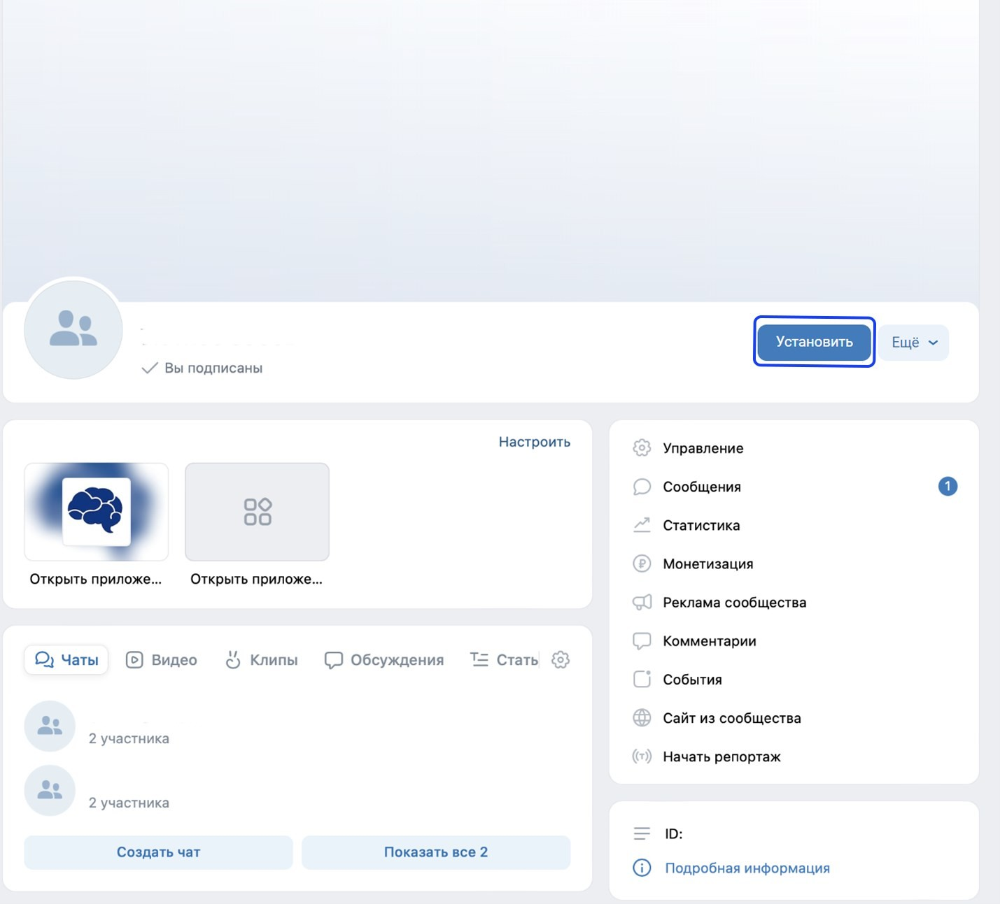 Вы подписаны
Установить
Ещё
Настроить
Открыть приложе...
Открыть приложе...
Чаты
Видео
Клипы
Обсуждения
Стать
2 участника
2 участника
Создать чат
Показать все 2
Управление
Сообщения 1
Статистика
Монетизация
Реклама сообщества
Комментарии
События
Сайт из сообщества
Начать репортаж
ID:
Подробная информация